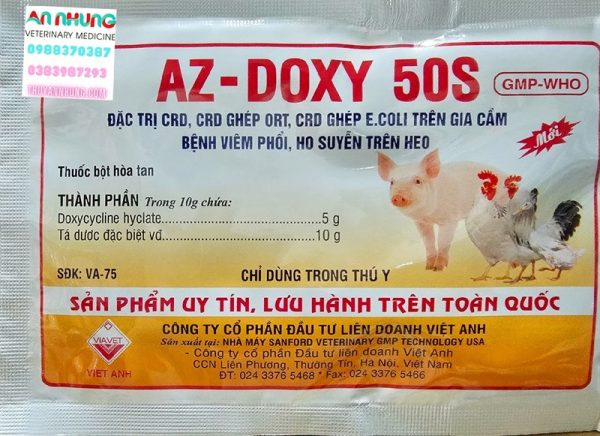 AN NHUNG
VETERINARY MEDICINE
0988370387
0383987293
THUYANHUNG.COM
AZ-DOXY 50S
GMP-WHO
ĐẶC TRỊ CRD, CRD GHÉP ORT, CRD GHÉP E.COLI TRÊN GIA CẦM
BỆNH VIÊM PHỔI, HO SUYỄN TRÊN HEO
Mới
Thuốc bột hòa tan
THÀNH PHẦN Trong 10g chứa:
Doxycycline hyclate..............................5 g
Tá dược đặc biệt vđ..............................10 g
SĐK: VA-75
CHỈ DÙNG TRONG THÚ Y
SẢN PHẨM UY TÍN, LƯU HÀNH TRÊN TOÀN QUỐC
VIAVET
VIỆT ANH
CÔNG TY CỔ PHẦN ĐẦU TƯ LIÊN DOANH VIỆT ANH
Sản xuất tại: NHÀ MÁY SANFORD VETERINARY GMP TECHNOLOGY USA
- Công ty cổ phần Đầu tư liên doanh Việt Anh
CCN Liên Phương, Thường Tín, Hà Nội, Việt Nam
ĐT: 024 3376 5468 * Fax: 024 3376 5466